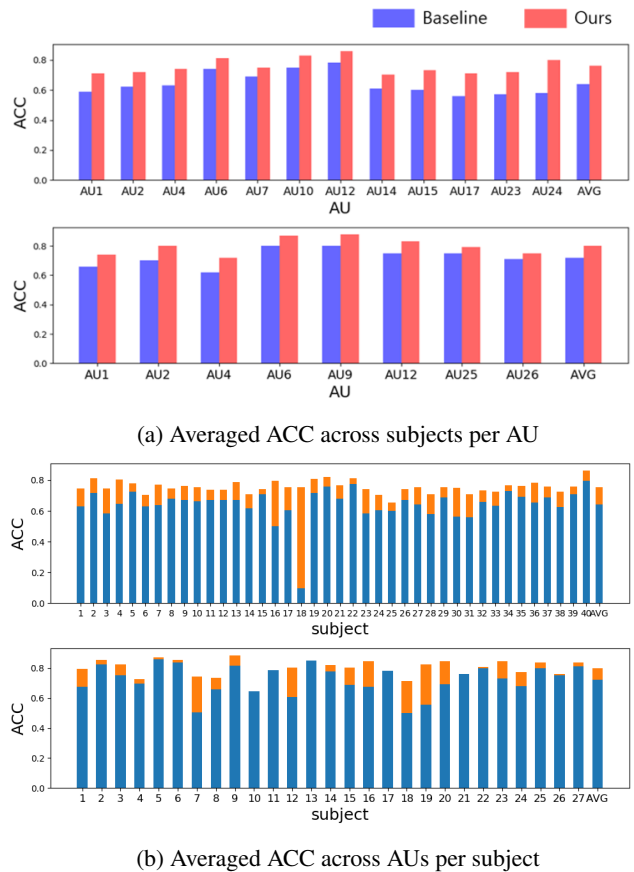 Baseline Ours
0.8
0.6
0.4
0.2
0.0
ACC
AU1 AU2 AU4 AU6 AU7 AU10 AU12 AU14 AU15 AU17 AU23 AU24 AVG
AU
0.8
0.6
0.4
0.2
0.0
ACC
AU1 AU2 AU4 AU6 AU9 AU12 AU25 AU26 AVG
AU
(a) Averaged ACC across subjects per AU
0.8
0.6
0.4
0.2
0.0
ACC
1 2 3 4 5 6 7 8 9 10 11 12 13 14 15 16 17 18 19 20 21 22 23 24 25 26 27 28 29 30 31 32 33 34 35 36 37 38 39 40 AVG
subject
0.8
0.6
0.4
0.2
0.0
ACC
1 2 3 4 5 6 7 8 9 10 11 12 13 14 15 16 17 18 19 20 21 22 23 24 25 26 27 AVG
subject
(b) Averaged ACC across AUs per subject